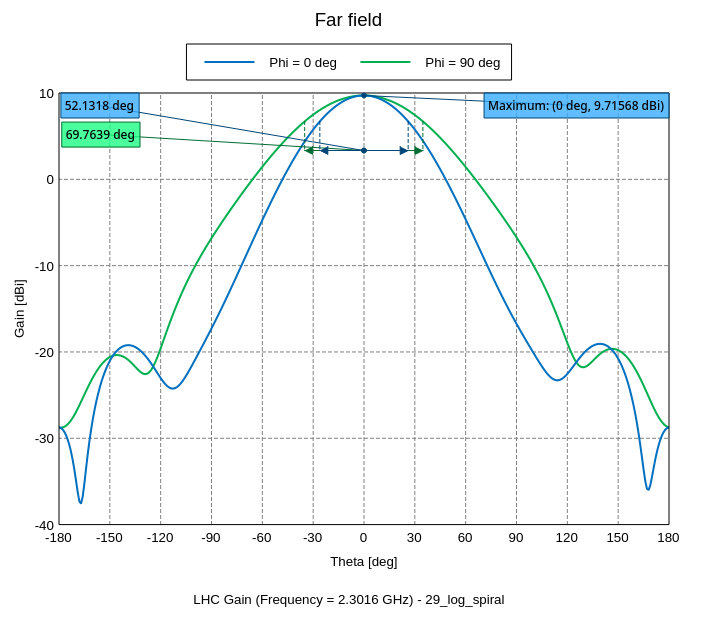 Far field
Phi = 0 deg
Phi = 90 deg
52.1318 deg
69.7639 deg
Maximum: (0 deg, 9.71568 dBi)
Gain [dBi]
10
0
-10
-20
-30
-40
-180 -150 -120 -90 -60 -30 0 30 60 90 120 150 180
Theta [deg]
LHC Gain (Frequency = 2.3016 GHz) - 29_log_spiral